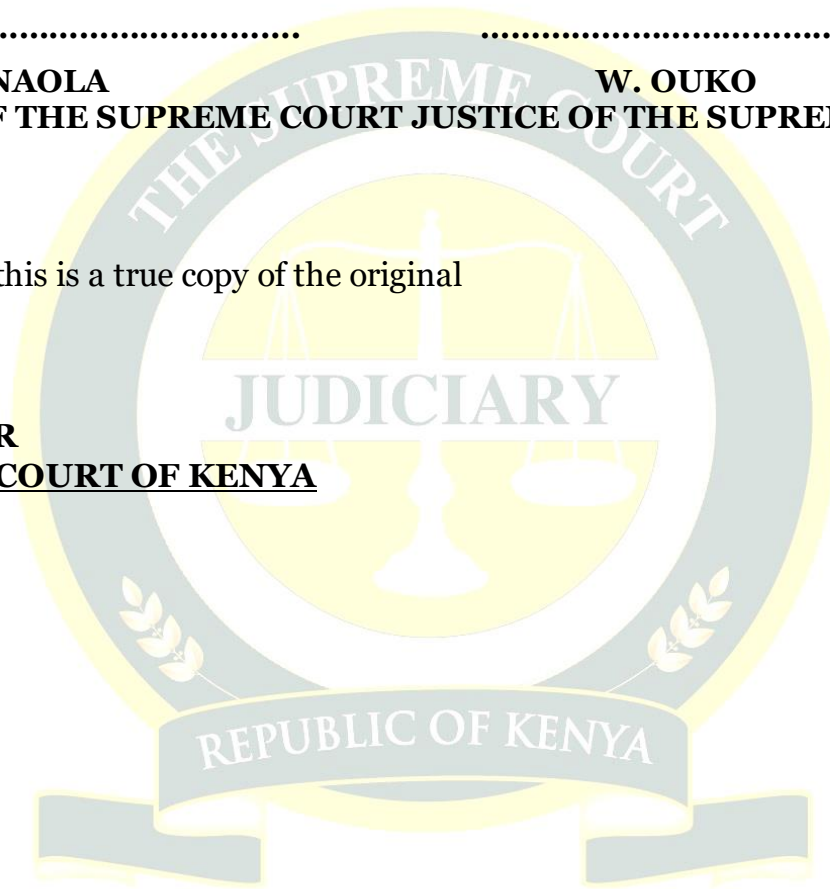 ................................. ..................................
NAOLA W. OUKO
F THE SUPREME COURT JUSTICE OF THE SUPREM
THE SUPREME COURT
this is a true copy of the original
JUDICIARY
R
COURT OF KENYA
REPUBLIC OF KENYA